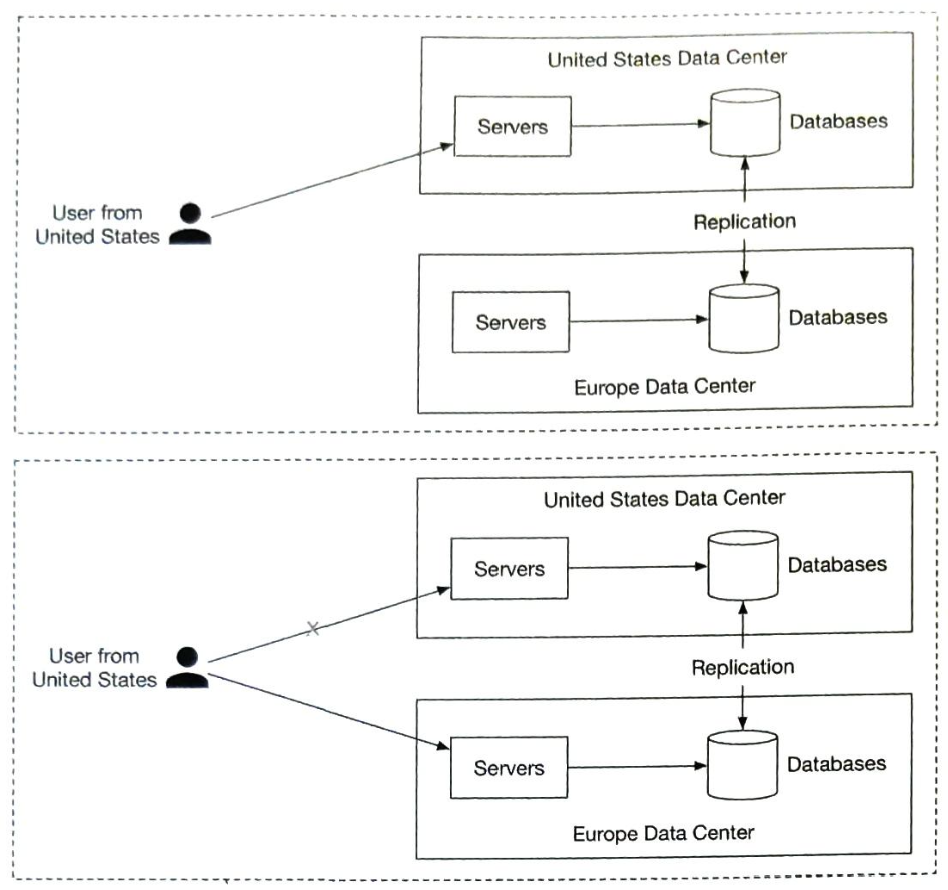 United States Data Center
Servers
Databases
User from
United States
Replication
Servers
Databases
Europe Data Center
United States Data Center
Servers
Databases
User from
United States
Replication
Servers
Databases
Europe Data Center